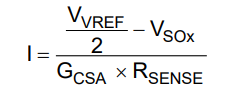 I = (V_VREF / 2 − V_SOx) / (G_CSA × R_SENSE)